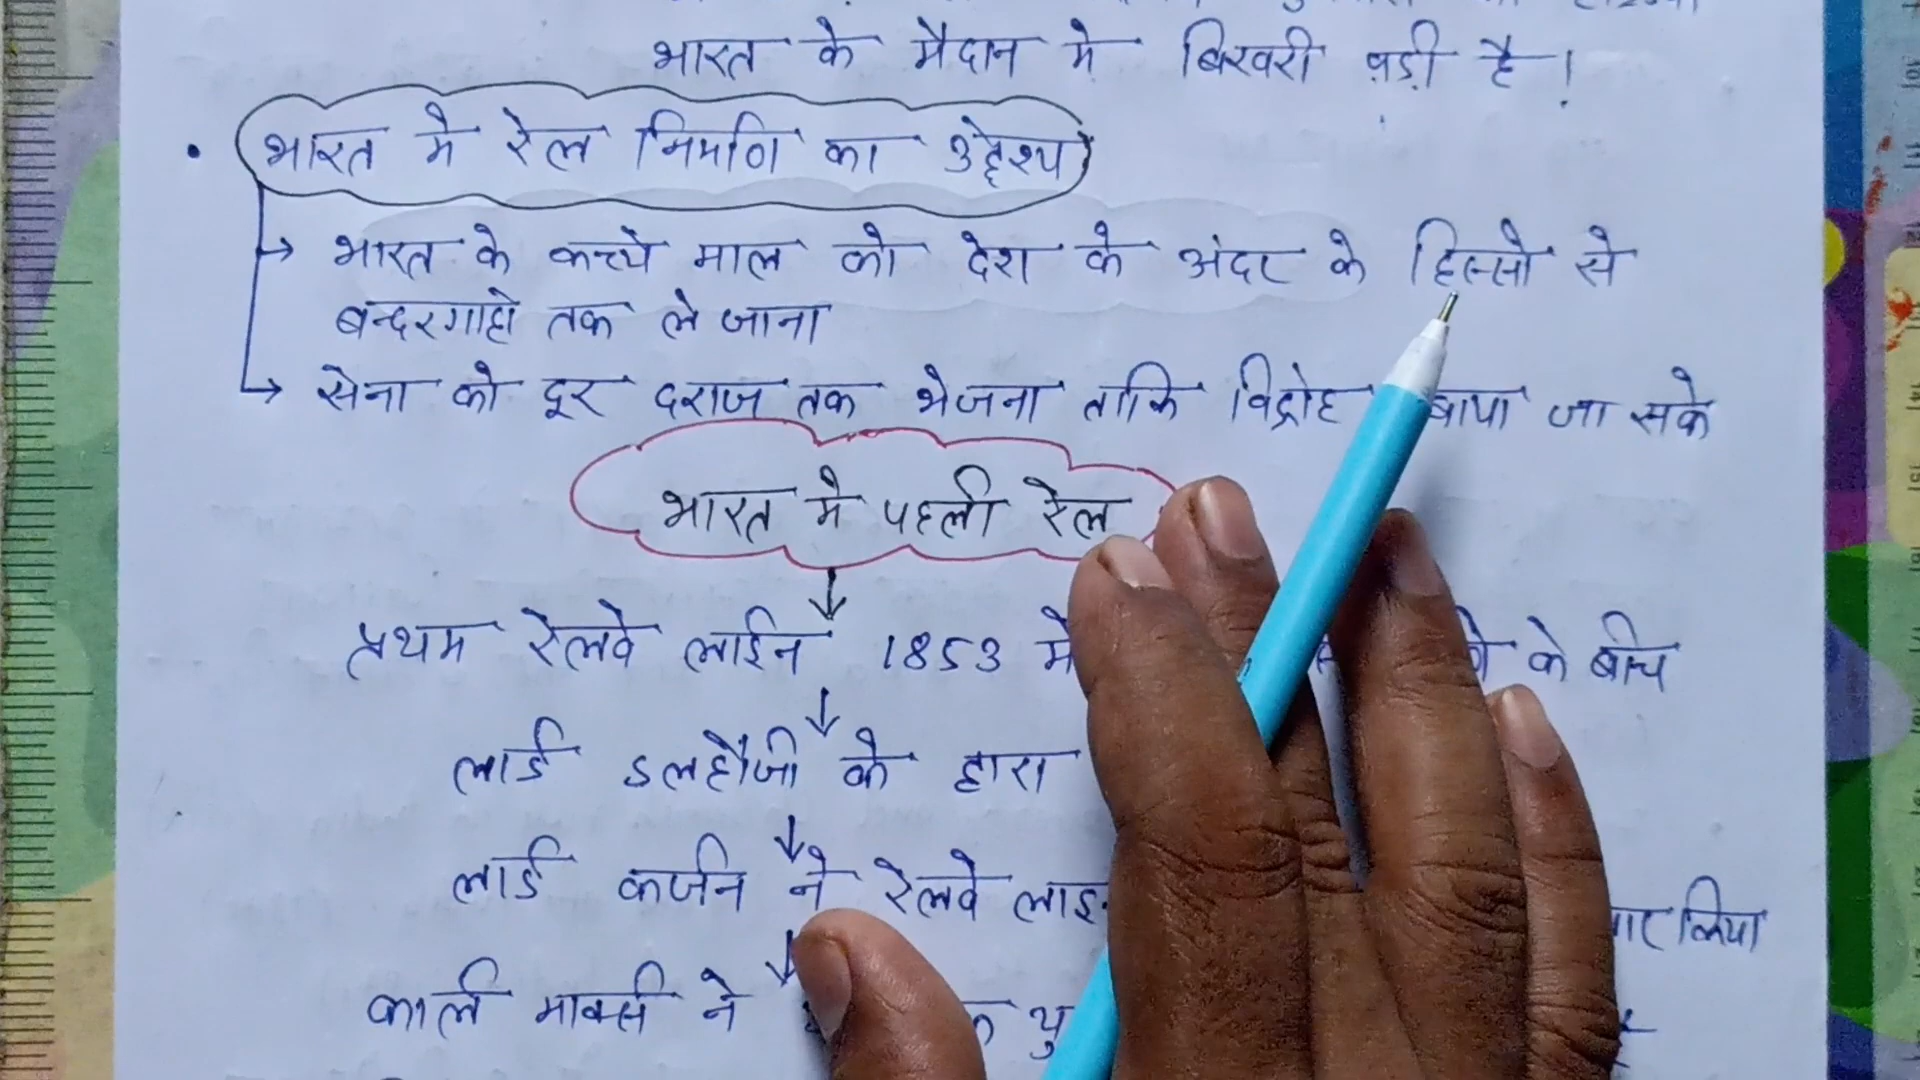 भारत के मैदान मे बिखरी पड़ी है !
• भारत मे रेल निर्माण का उद्देश्य
→ भारत के कच्चे माल को देश के अंदर के हिस्सो से
बन्दरगाहो तक ले जाना
→ सेना को दूर दराज तक भेजना ताकि विद्रोह जा सके
भारत मे पहली रेल
प्रथम रेलवे लाईन 1853 मे के बीच
लार्ड डलहौजी के द्वारा
लार्ड कर्जन ने रेलवे लिया
कार्ल मार्क्स ने